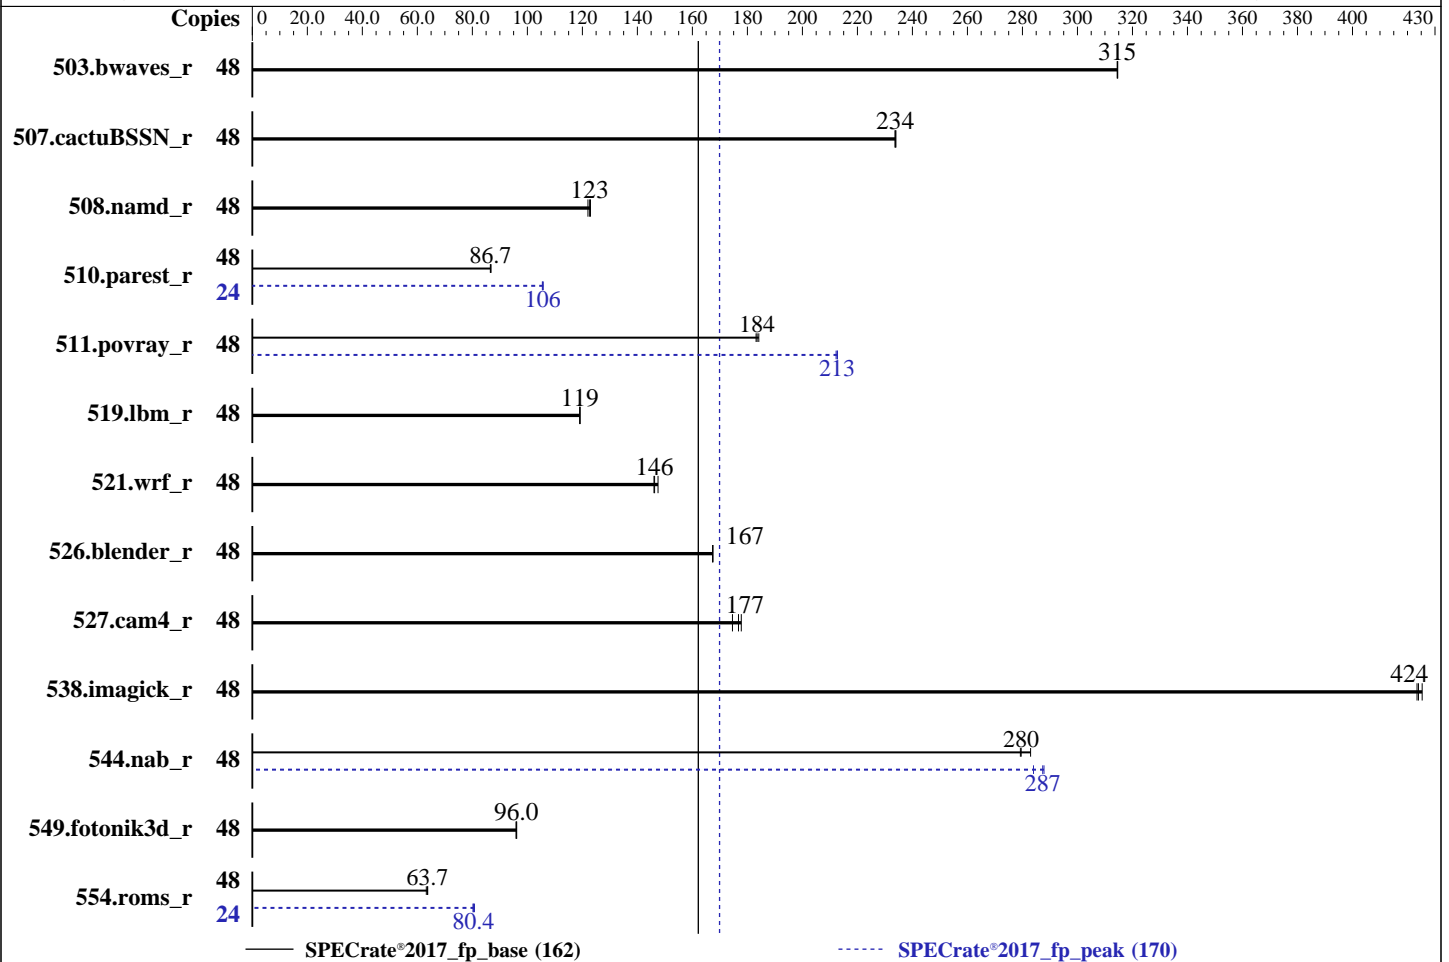 Copies 0 20.0 40.0 60.0 80.0 100 120 140 160 180 200 220 240 260 280 300 320 340 360 380 400 430
503.bwaves_r 48 315
507.cactuBSSN_r 48 234
508.namd_r 48 123
510.parest_r 48 86.7
24 106
511.povray_r 48 184
213
519.lbm_r 48 119
521.wrf_r 48 146
526.blender_r 48 167
527.cam4_r 48 177
538.imagick_r 48 424
544.nab_r 48 280
287
549.fotonik3d_r 48 96.0
554.roms_r 48 63.7
24 80.4
SPECrate®2017_fp_base (162) SPECrate®2017_fp_peak (170)